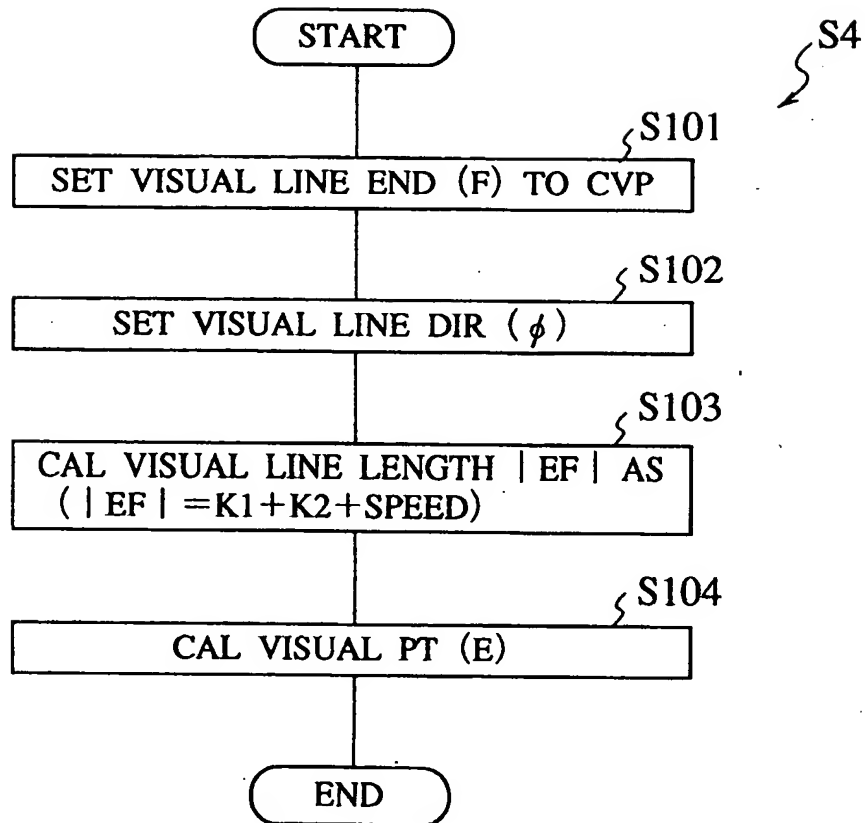 START
S4
S101
SET VISUAL LINE END (F) TO CVP
S102
SET VISUAL LINE DIR (ϕ)
S103
CAL VISUAL LINE LENGTH | EF | AS
( | EF | =K1+K2+SPEED)
S104
CAL VISUAL PT (E)
END